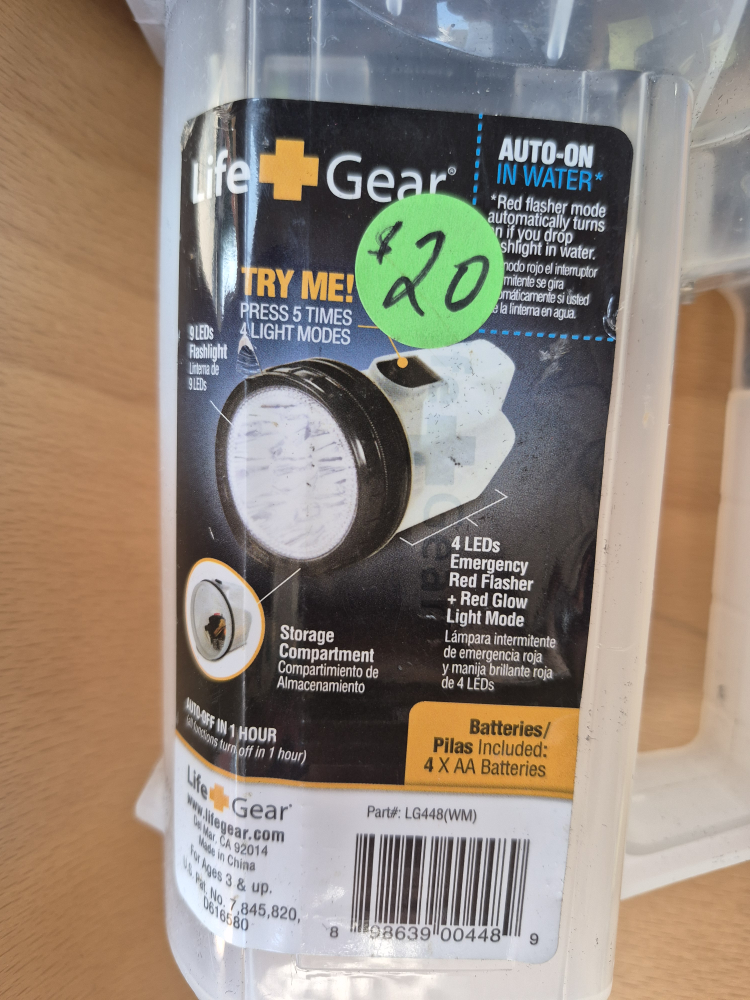 Life Gear®
AUTO-ON
IN WATER*
*Red flasher mode
automatically turns
if you drop
in water.
modo rojo el interruptor
se gira
si usted
la linterna en agua.
$20
TRY ME!
PRESS 5 TIMES
4 LIGHT MODES
9 LEDs
Flashlight
Linterna de
9 LEDs
4 LEDs
Emergency
Red Flasher
+ Red Glow
Light Mode
Lámpara intermitente
de emergencia roja
y manija brillante roja
de 4 LEDs
Storage
Compartment
Compartimiento de
Almacenamiento
AUTO-OFF IN 1 HOUR
(all functions turn off in 1 hour)
Batteries/
Pilas Included:
4 X AA Batteries
Life Gear
www.lifegear.com
Del Mar, CA 92014
Made in China
For Ages 3 & up.
U.S. Pat. No. 7,845,820,
D616580
Part#: LG448(WM)
8 98639 00448 9